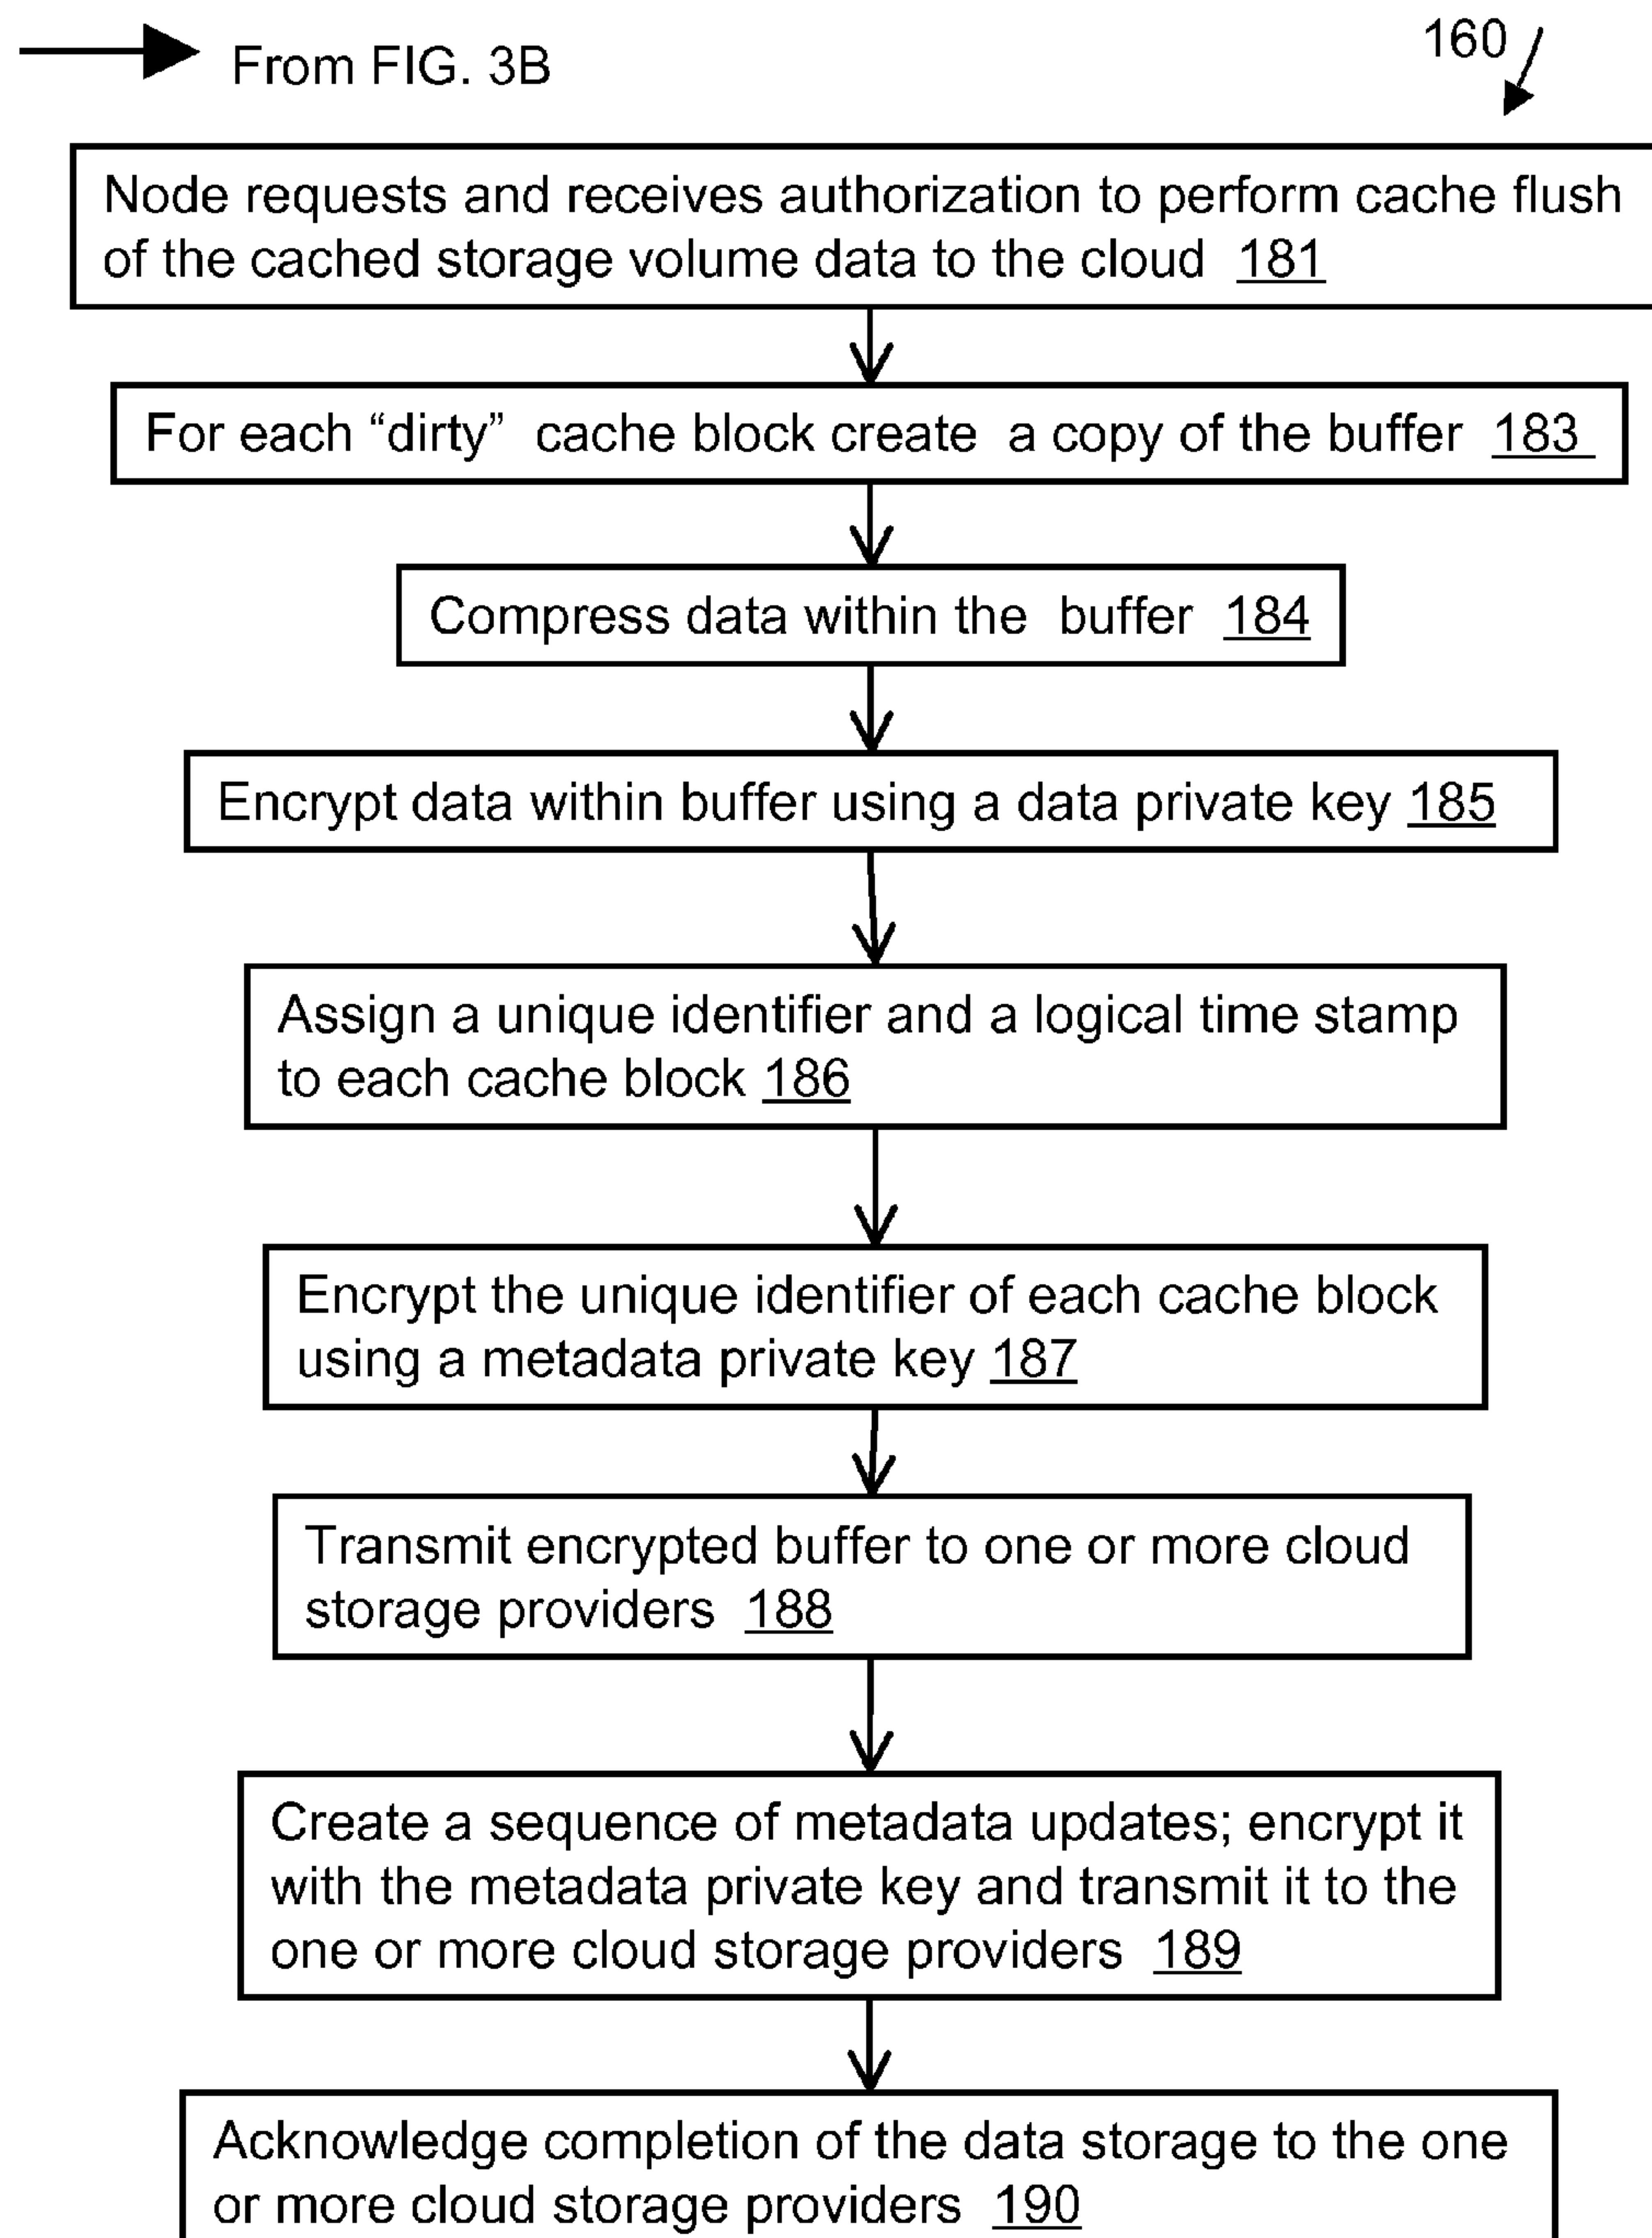 From FIG. 3B
160
Node requests and receives authorization to perform cache flush
of the cached storage volume data to the cloud 181
For each “dirty” cache block create a copy of the buffer 183
Compress data within the buffer 184
Encrypt data within buffer using a data private key 185
Assign a unique identifier and a logical time stamp
to each cache block 186
Encrypt the unique identifier of each cache block
using a metadata private key 187
Transmit encrypted buffer to one or more cloud
storage providers 188
Create a sequence of metadata updates; encrypt it
with the metadata private key and transmit it to the
one or more cloud storage providers 189
Acknowledge completion of the data storage to the one
or more cloud storage providers 190